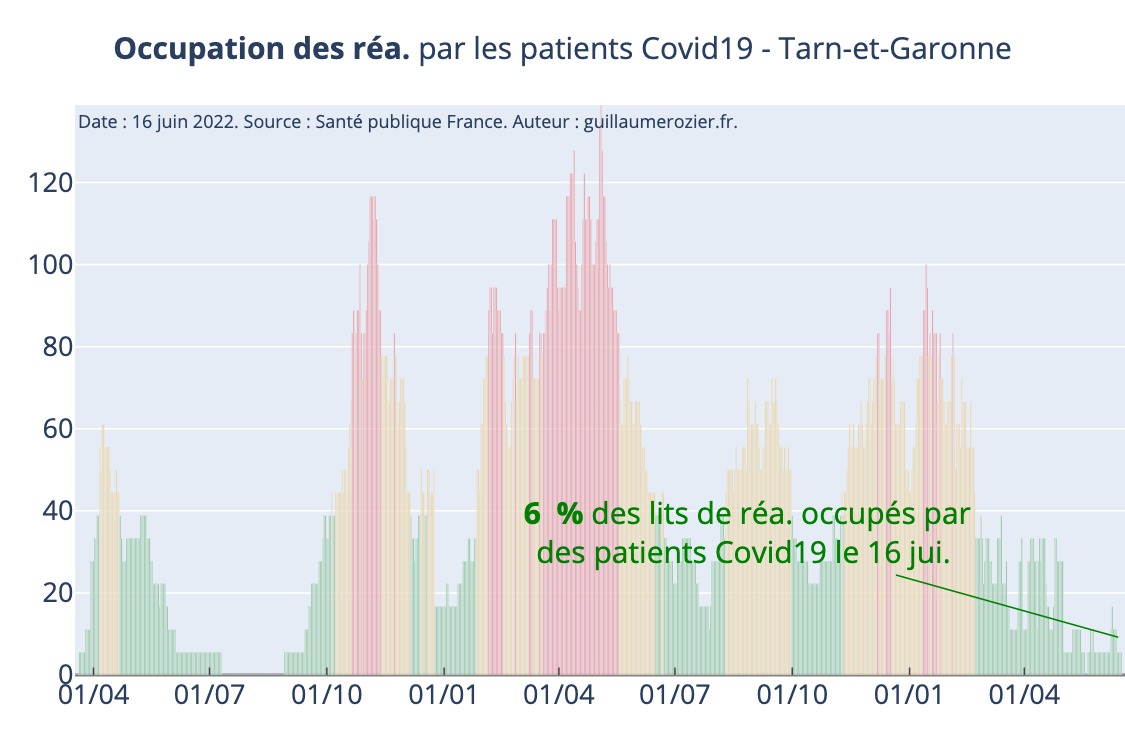 Occupation des réa. par les patients Covid19 - Tarn-et-Garonne
Date : 16 juin 2022. Source : Santé publique France. Auteur : guillaumerozier.fr.
120
100
80
60
40
20
0
6 % des lits de réa. occupés par
des patients Covid19 le 16 jui.
01/04 01/07 01/10 01/01 01/04 01/07 01/10 01/01 01/04